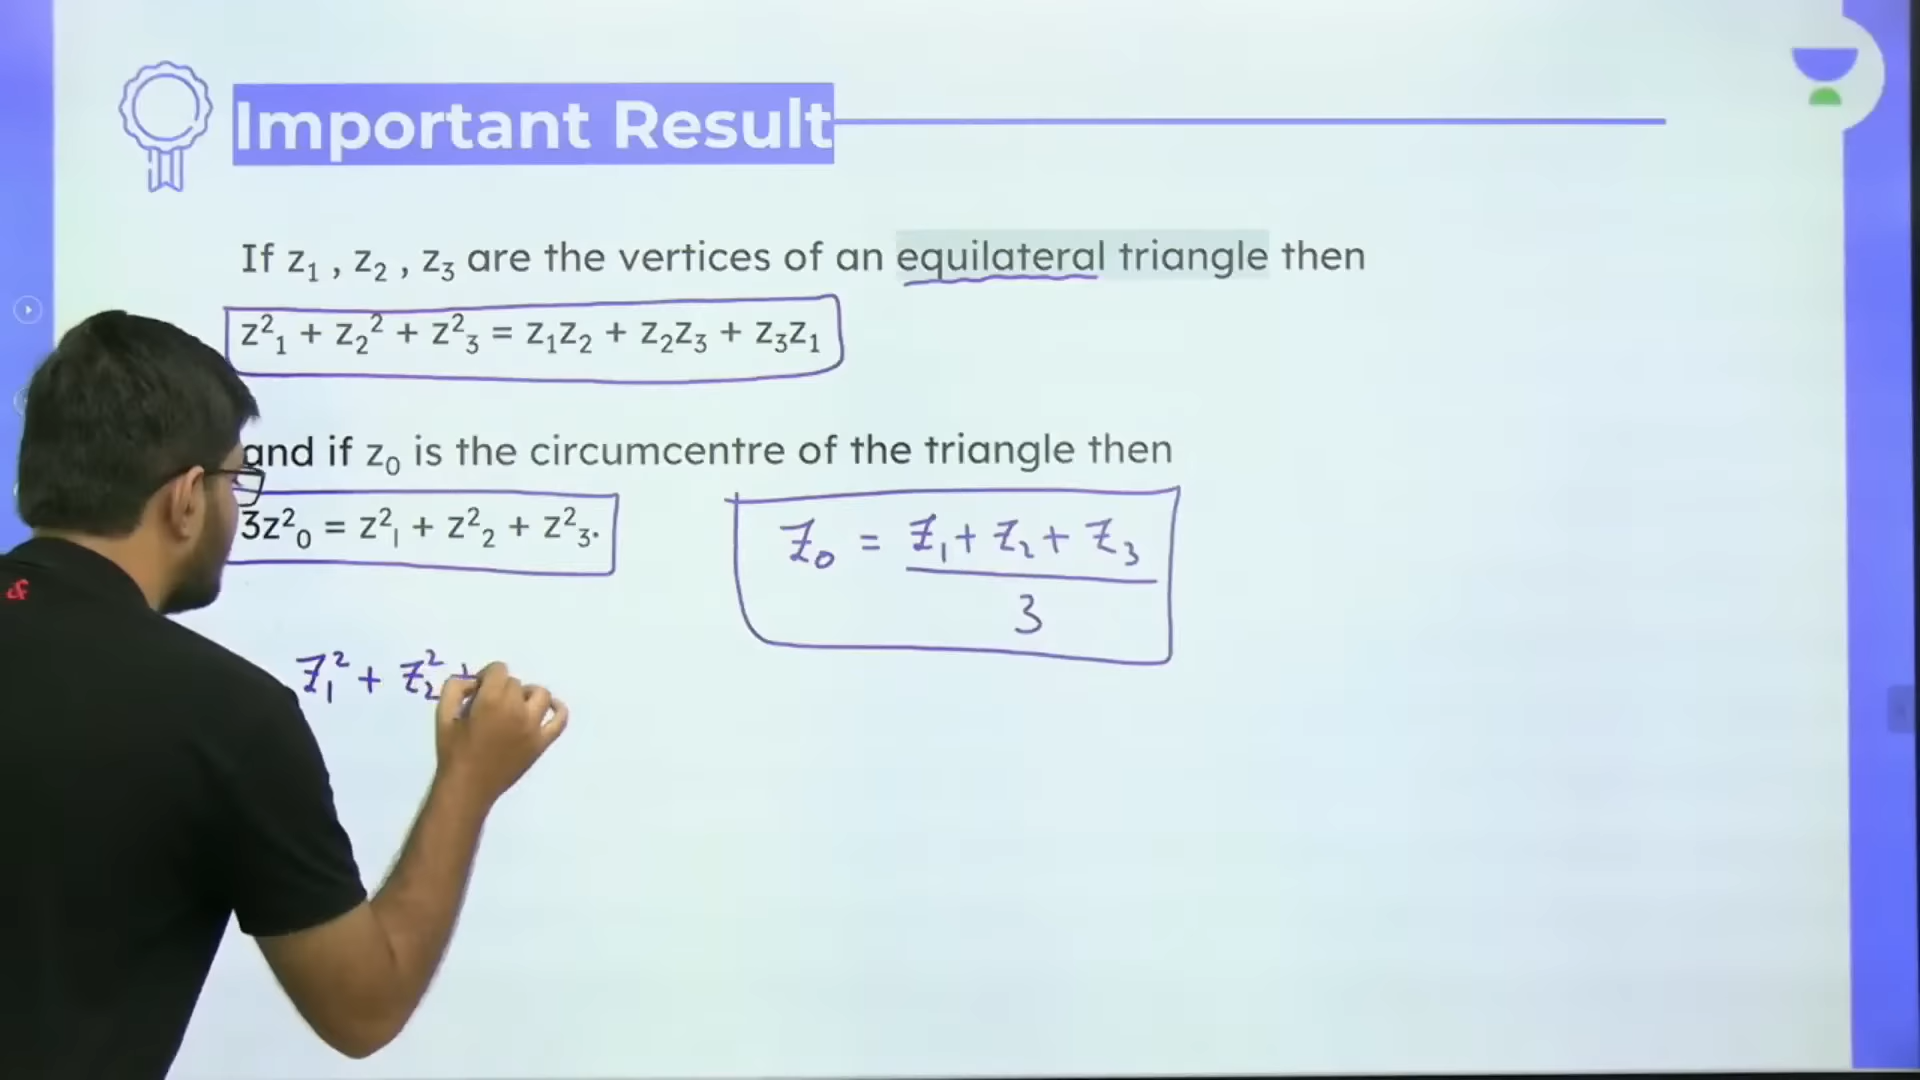 Important Result
If z₁ , z₂ , z₃ are the vertices of an equilateral triangle then
z²₁ + z₂² + z²₃ = z₁z₂ + z₂z₃ + z₃z₁
and if z₀ is the circumcentre of the triangle then
3z²₀ = z²₁ + z²₂ + z²₃.
z₀ = z₁ + z₂ + z₃
3
z₁² + z₂² +